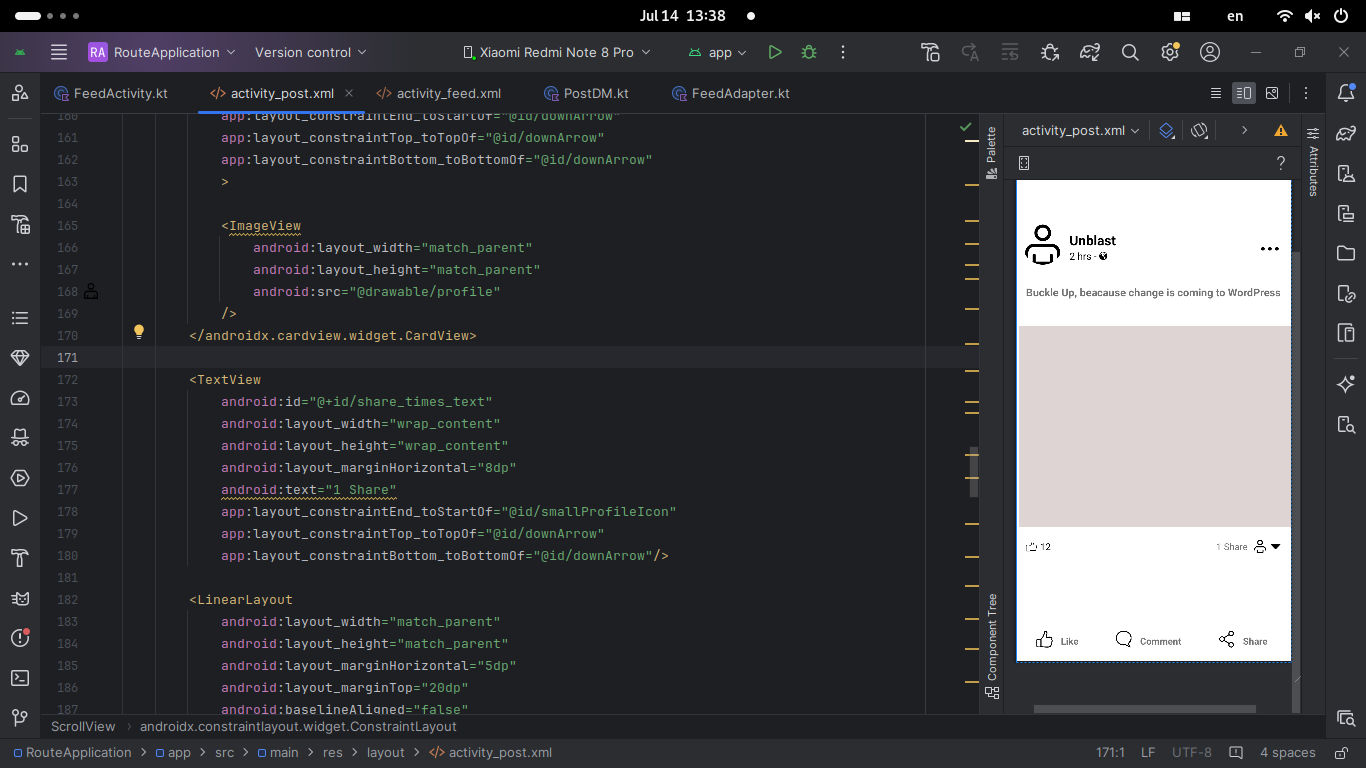 Jul 14 13:38
en
RA RouteApplication
Version control
Xiaomi Redmi Note 8 Pro
app
FeedActivity.kt
activity_post.xml
activity_feed.xml
PostDM.kt
FeedAdapter.kt
160 app:layout_constraintEnd_toStartOf="@id/downArrow"
161 app:layout_constraintTop_toTopOf="@id/downArrow"
162 app:layout_constraintBottom_toBottomOf="@id/downArrow"
163 >
164
165 <ImageView
166 android:layout_width="match_parent"
167 android:layout_height="match_parent"
168 android:src="@drawable/profile"
169 />
170 </androidx.cardview.widget.CardView>
171
172 <TextView
173 android:id="@+id/share_times_text"
174 android:layout_width="wrap_content"
175 android:layout_height="wrap_content"
176 android:layout_marginHorizontal="8dp"
177 android:text="1 Share"
178 app:layout_constraintEnd_toStartOf="@id/smallProfileIcon"
179 app:layout_constraintTop_toTopOf="@id/downArrow"
180 app:layout_constraintBottom_toBottomOf="@id/downArrow"/>
181
182 <LinearLayout
183 android:layout_width="match_parent"
184 android:layout_height="match_parent"
185 android:layout_marginHorizontal="5dp"
186 android:layout_marginTop="20dp"
187 android:baselineAligned="false"
Palette
Component Tree
activity_post.xml
?
Attributes
Unblast
2 hrs -
Buckle Up, beacause change is coming to WordPress
12
1 Share
Like
Comment
Share
ScrollView
androidx.constraintlayout.widget.ConstraintLayout
RouteApplication > app > src > main > res > layout > activity_post.xml
171:1
LF
UTF-8
4 spaces